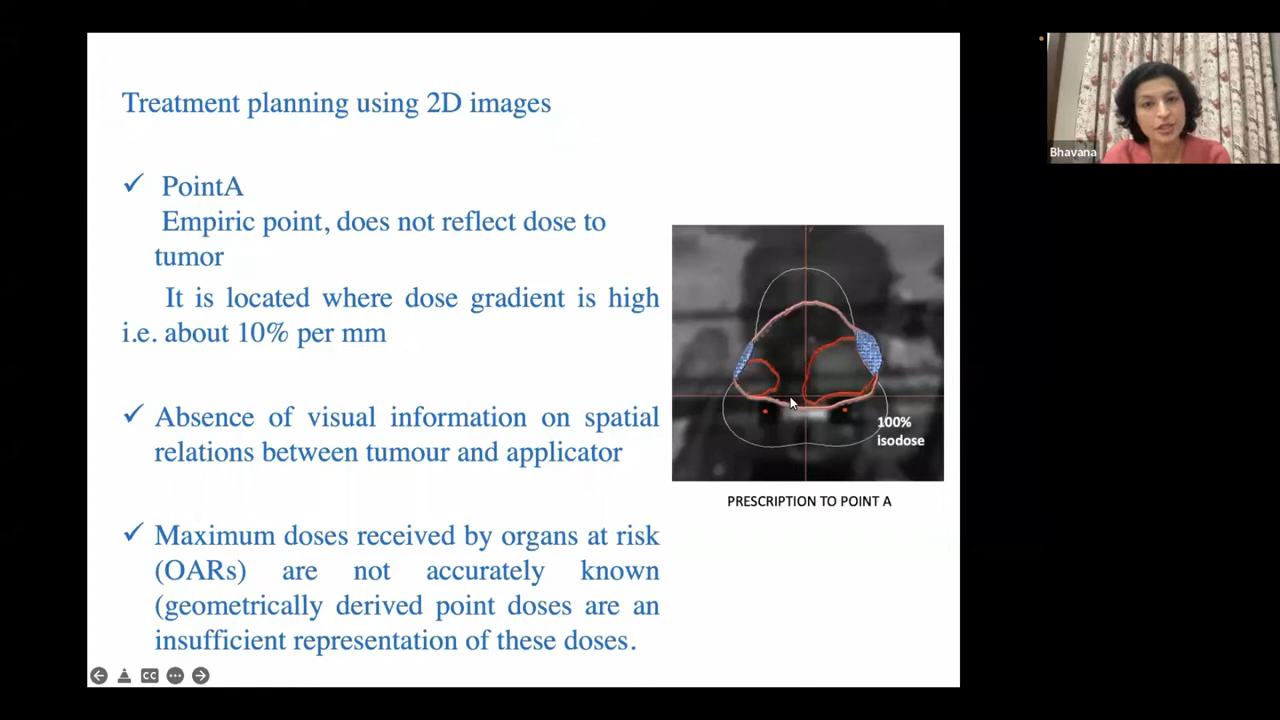 Treatment planning using 2D images
✓ PointA
Empiric point, does not reflect dose to
tumor
It is located where dose gradient is high
i.e. about 10% per mm
✓ Absence of visual information on spatial
relations between tumour and applicator
✓ Maximum doses received by organs at risk
(OARs) are not accurately known
(geometrically derived point doses are an
insufficient representation of these doses.
100%
isodose
PRESCRIPTION TO POINT A
CC
Bhavana